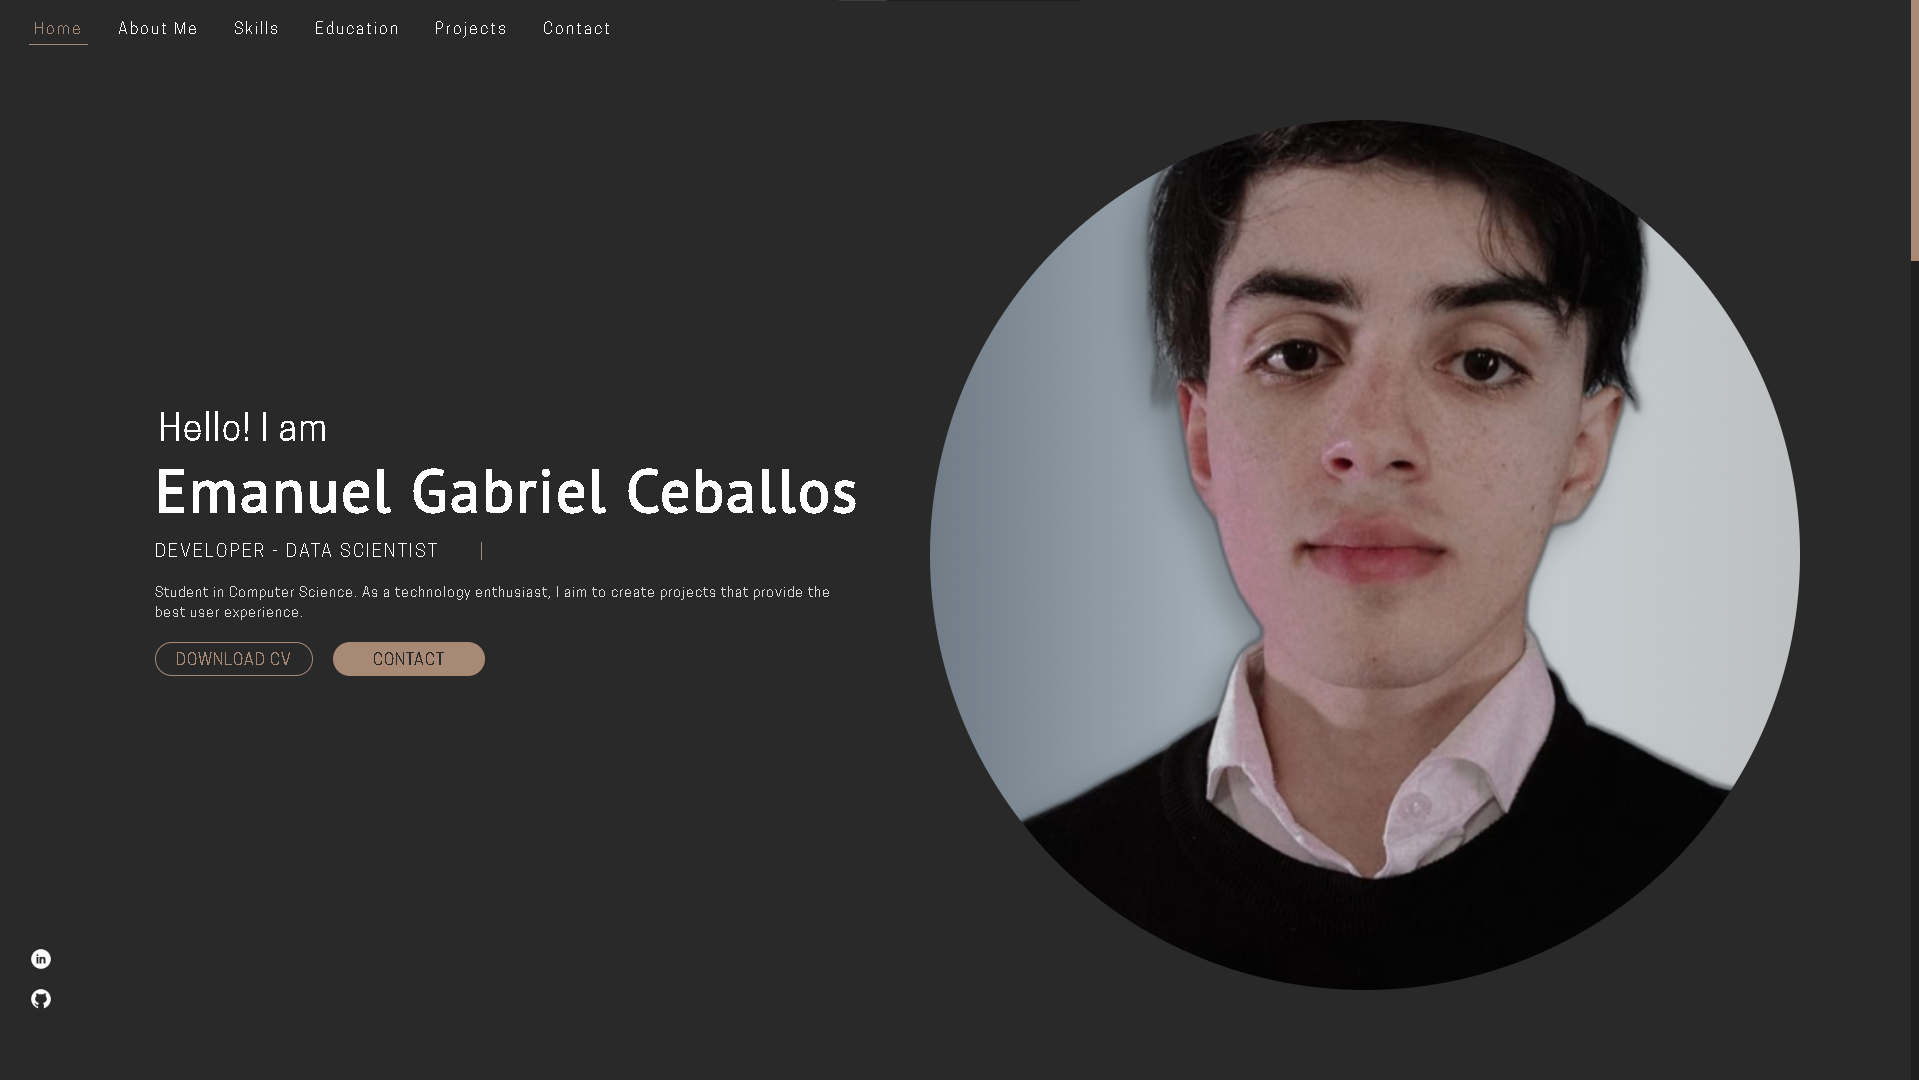 Home About Me Skills Education Projects Contact
Hello! I am
Emanuel Gabriel Ceballos
DEVELOPER - DATA SCIENTIST
Student in Computer Science. As a technology enthusiast, I aim to create projects that provide the
best user experience.
DOWNLOAD CV CONTACT
in